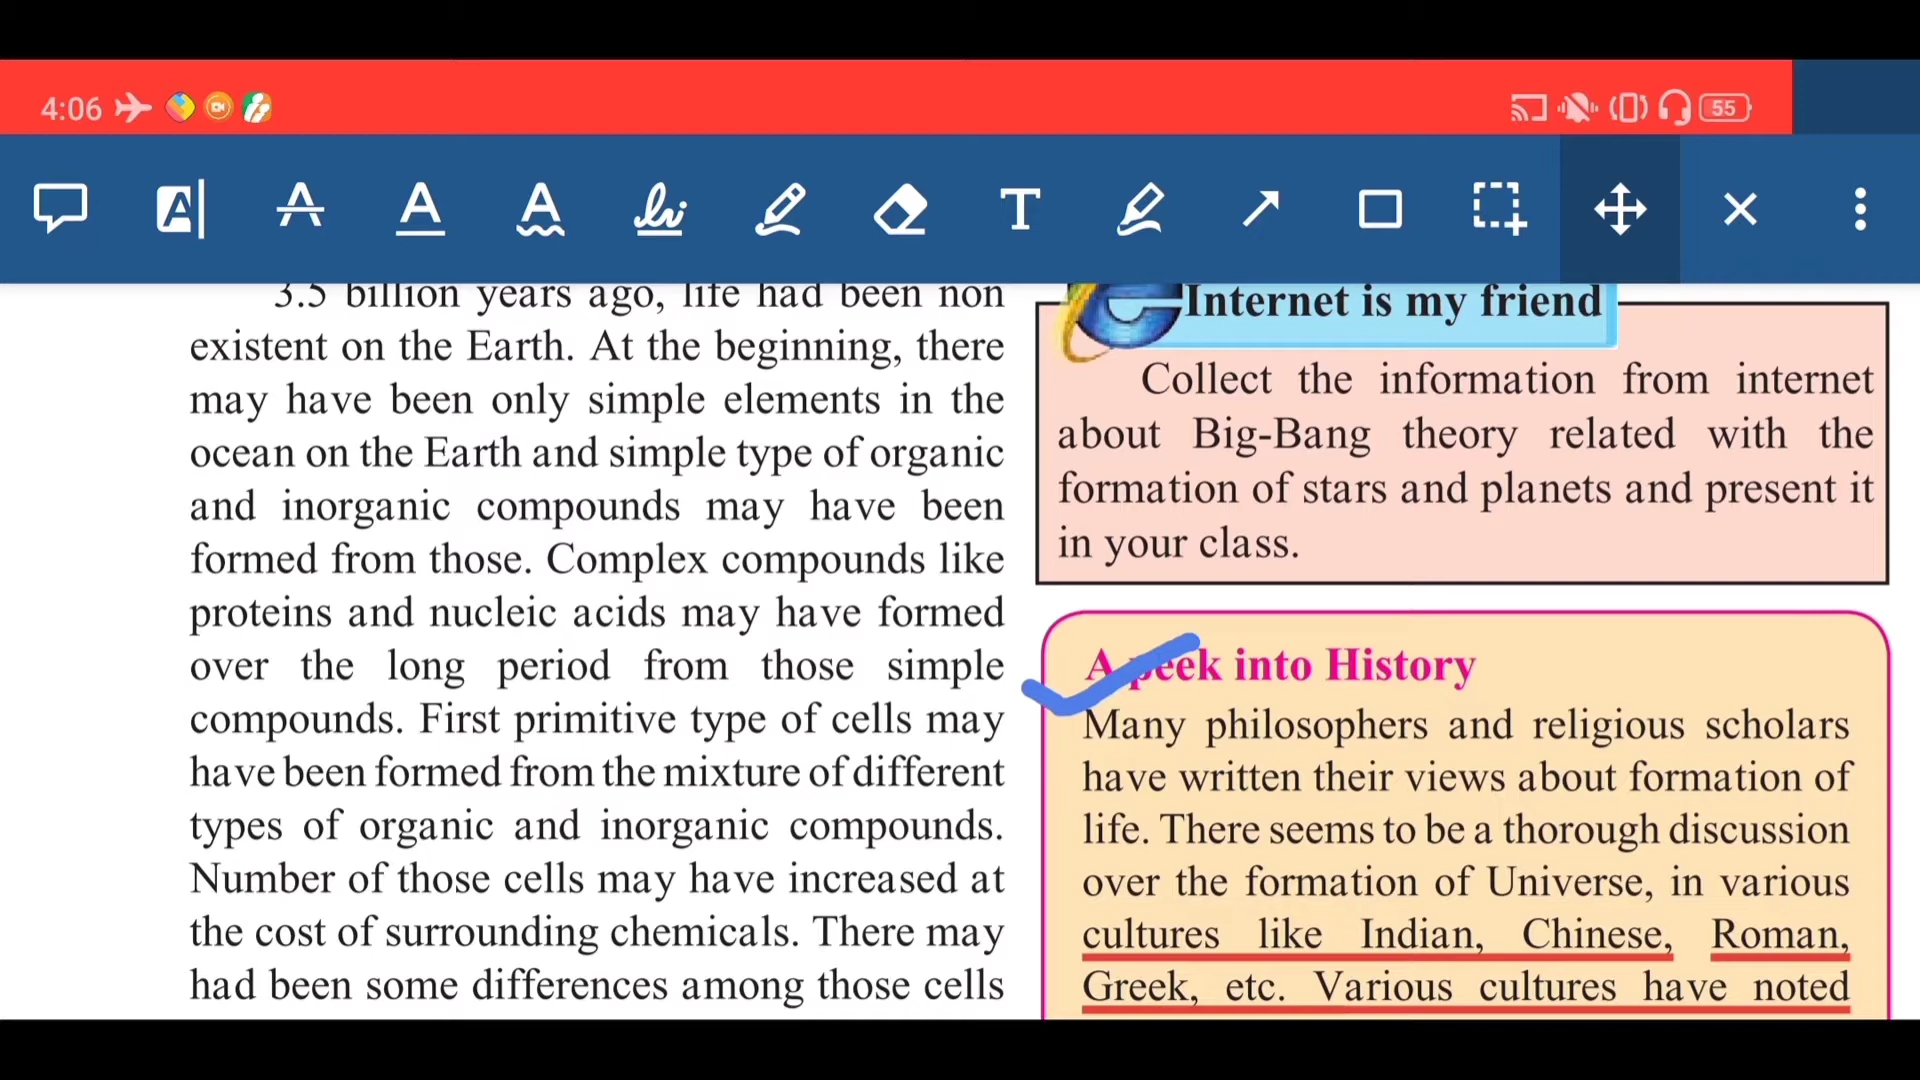 4:06
55
T
3.5 billion years ago, life had been non
existent on the Earth. At the beginning, there
may have been only simple elements in the
ocean on the Earth and simple type of organic
and inorganic compounds may have been
formed from those. Complex compounds like
proteins and nucleic acids may have formed
over the long period from those simple
compounds. First primitive type of cells may
have been formed from the mixture of different
types of organic and inorganic compounds.
Number of those cells may have increased at
the cost of surrounding chemicals. There may
had been some differences among those cells
Internet is my friend
Collect the information from internet
about Big-Bang theory related with the
formation of stars and planets and present it
in your class.
A peek into History
Many philosophers and religious scholars
have written their views about formation of
life. There seems to be a thorough discussion
over the formation of Universe, in various
cultures like Indian, Chinese, Roman,
Greek, etc. Various cultures have noted